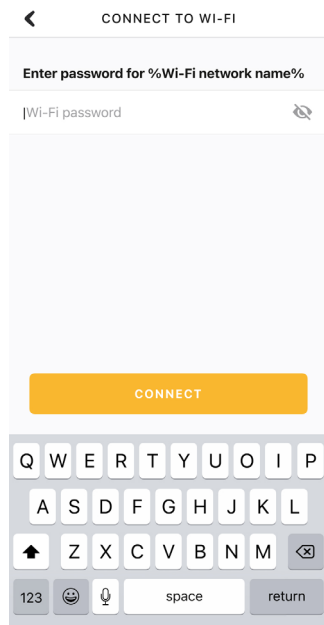 CONNECT TO WI-FI
Enter password for %Wi-Fi network name%
Wi-Fi password
CONNECT
Q W E R T Y U O I P
A S D F G H J K L
Z X C V B N M
123 space return